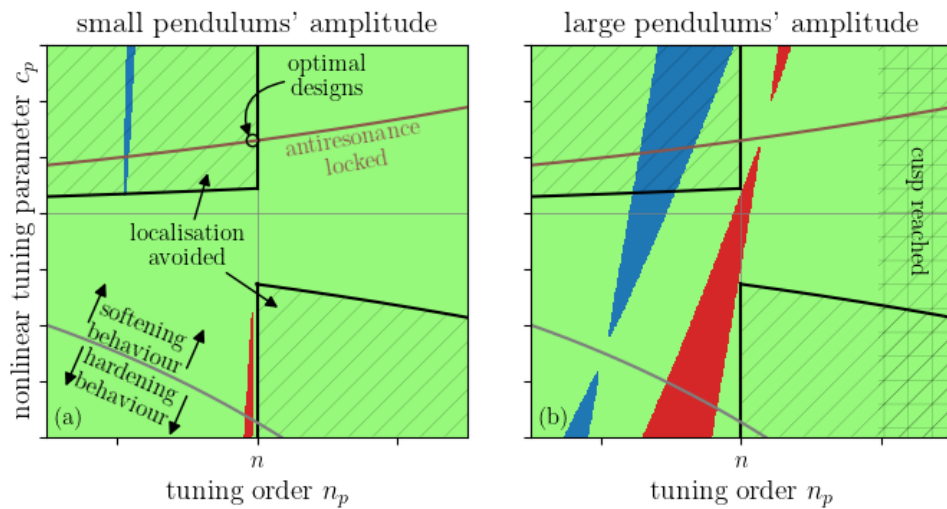 small pendulums' amplitude
large pendulums' amplitude
nonlinear tuning parameter c_p
optimal
designs
antiresonance
locked
localisation
avoided
softening
behaviour
hardening
behaviour
(a)
n
tuning order n_p
cusp reached
(b)
n
tuning order n_p